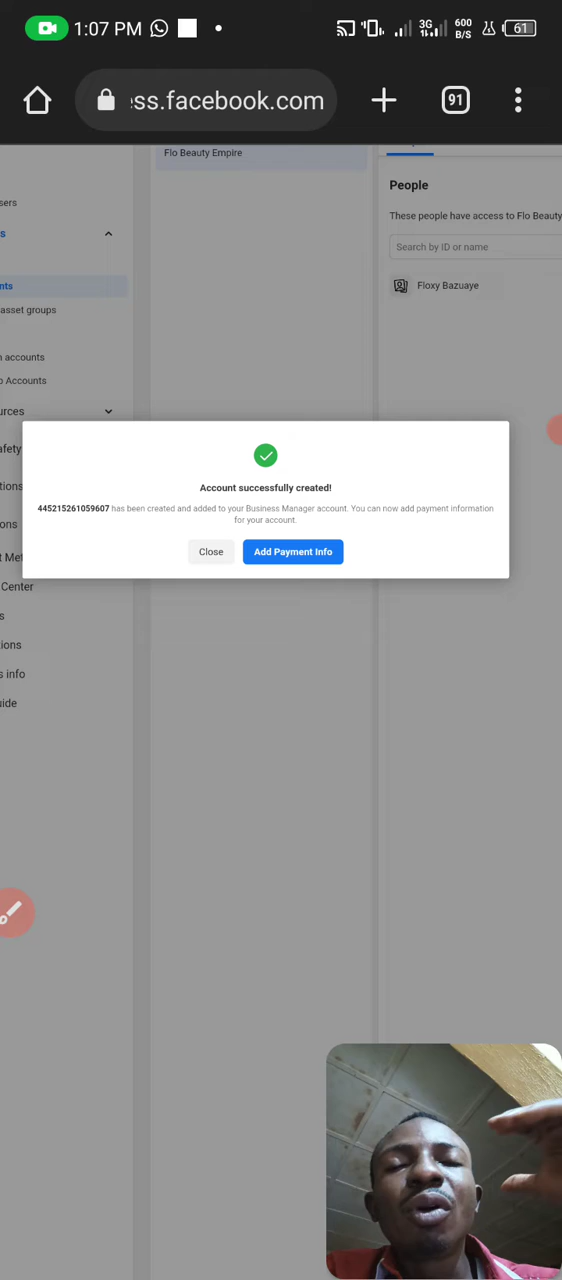 1:07 PM
3G
600
B/S
61
ess.facebook.com
91
Flo Beauty Empire
sers
s
nts
asset groups
n accounts
o Accounts
urces
afety
tions
ons
t Met
Center
s
tions
s info
uide
People
These people have access to Flo Beauty
Search by ID or name
Floxy Bazuaye
Account successfully created!
445215261059607 has been created and added to your Business Manager account. You can now add payment information
for your account.
Close
Add Payment Info